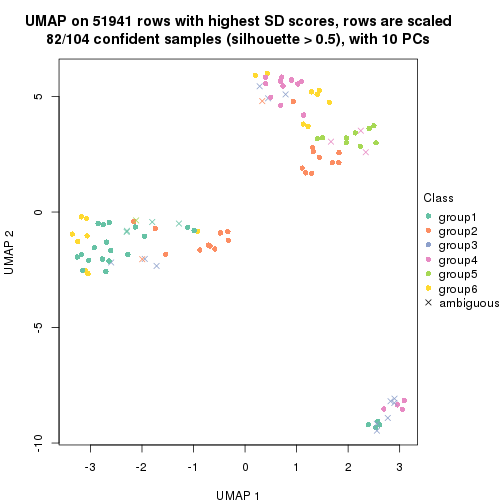 UMAP on 51941 rows with highest SD scores, rows are scaled
82/104 confident samples (silhouette > 0.5), with 10 PCs
5
0
-5
-10
UMAP 2
-3 -2 -1 0 1 2 3
UMAP 1
Class
group1
group2
group3
group4
group5
group6
ambiguous